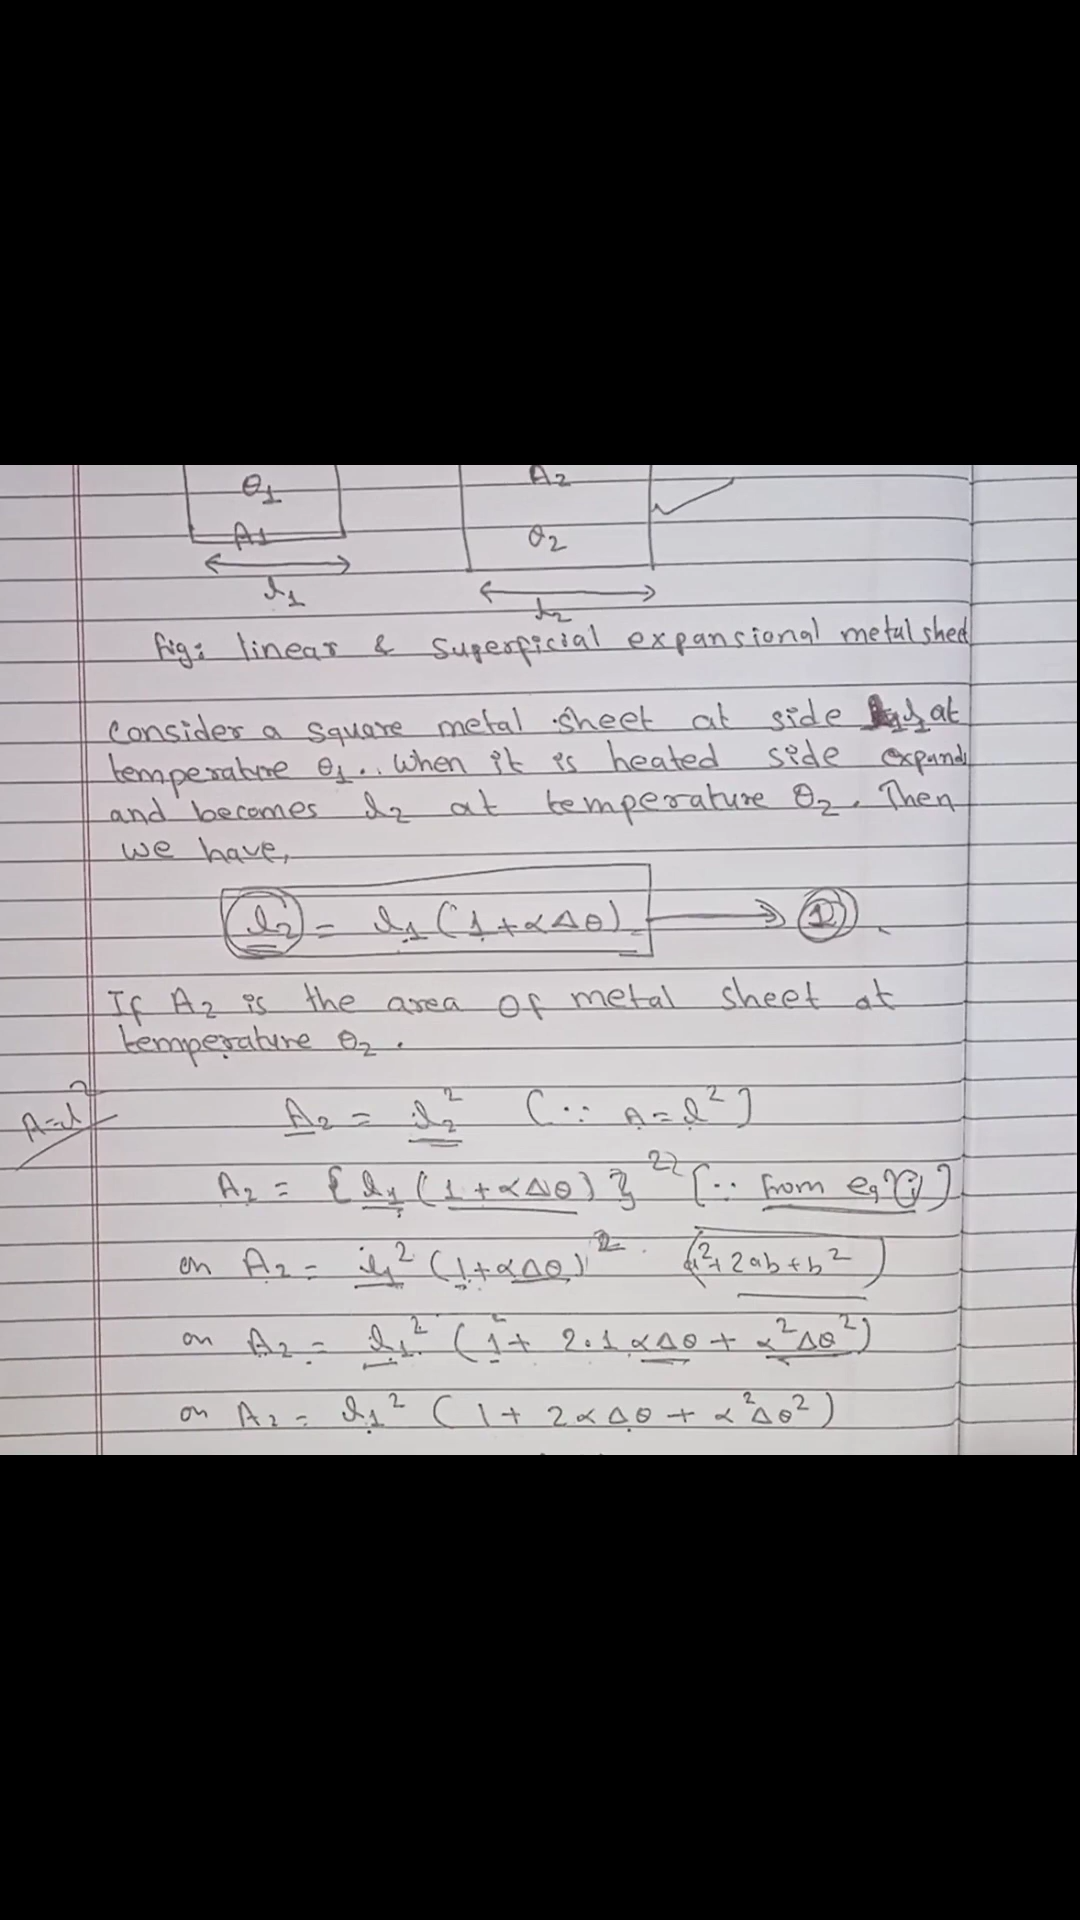 θ1 A2
A1 θ2
l1 l2
fig: linear & superficial expansional metal shed
Consider a square metal sheet at side l1 at
temperature θ1. When it is heated side expand
and becomes l2 at temperature θ2. Then
we have,
l2 = l1 (1 + αΔθ) → 1
If A2 is the area of metal sheet at
temperature θ2.
A=l²
A2 = l2² [∵ A = l²]
A2 = {l1 (1 + αΔθ)}² [∵ from eqⁿ(i)]
or A2 = l1² (1 + αΔθ)² (a² + 2ab + b²)
or A2 = l1² (1² + 2.1 αΔθ + α²Δθ²)
or A2 = l1² (1 + 2αΔθ + α²Δθ²)